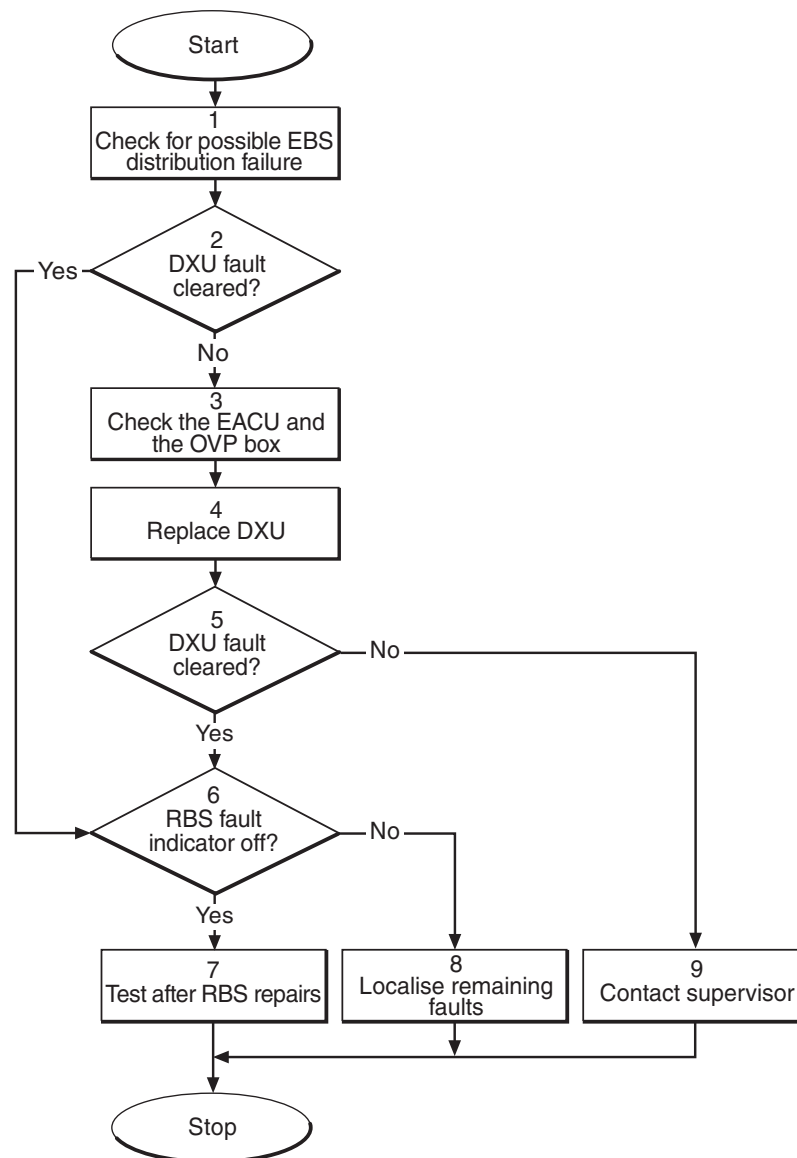 Start
1
Check for possible EBS
distribution failure
2
DXU fault
cleared?
Yes
No
3
Check the EACU and
the OVP box
4
Replace DXU
5
DXU fault
cleared?
No
Yes
6
RBS fault
indicator off?
No
Yes
7
Test after RBS repairs
8
Localise remaining
faults
9
Contact supervisor
Stop